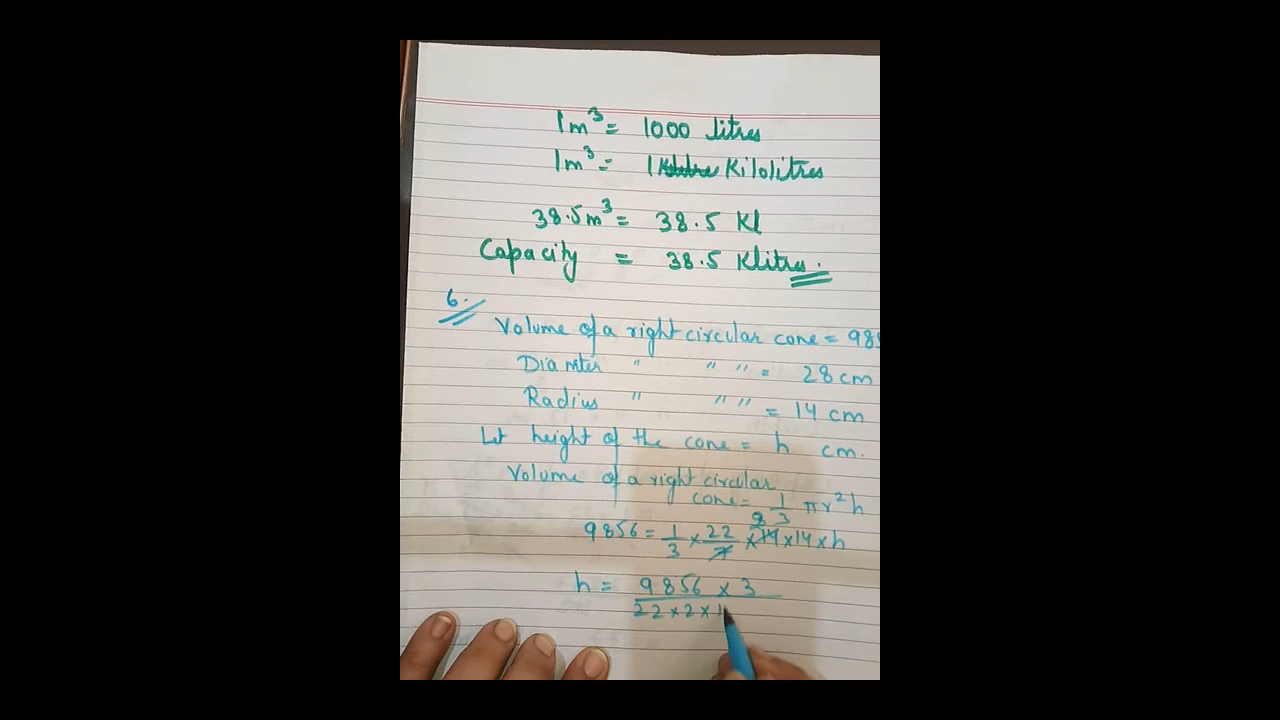 1m³ = 1000 litres
1m³ = 1 Kilolitres
38.5m³ = 38.5 Kl
Capacity = 38.5 Klitres.
6.
Volume of a right circular cone = 98
Diameter " " " = 28 cm
Radius " " " = 14 cm
Let height of the cone = h cm.
Volume of a right circular
cone = 1/3 πr²h
9856 = 1/3 × 22/7 × 14 × 14 × h
2
h = 9856 × 3
22 × 2 × 1